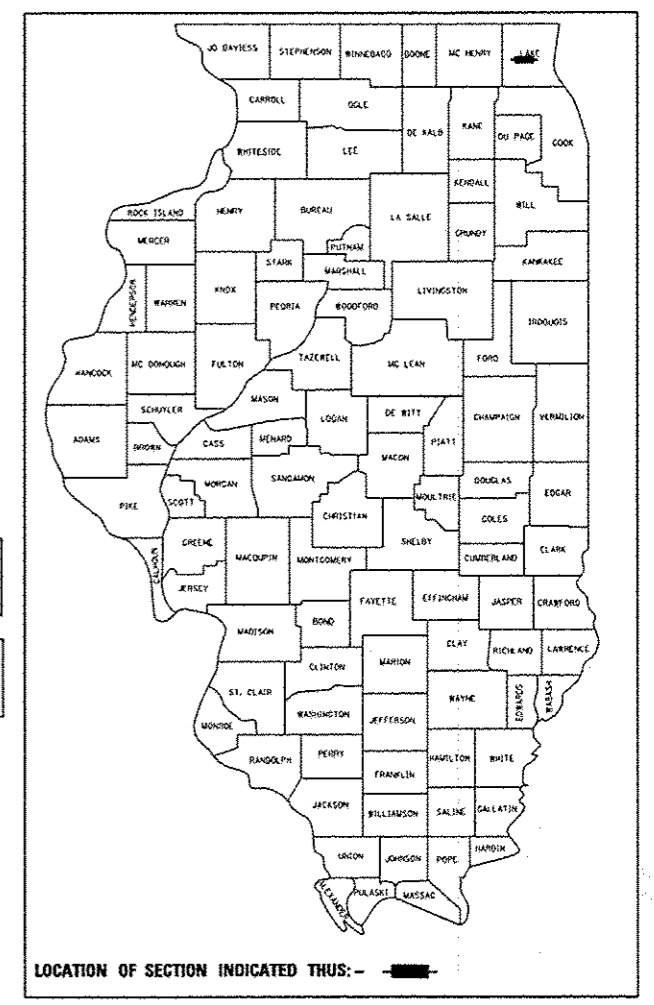 JO DAVIESS STEPHENSON WINNEBAGO BOONE MC HENRY LAKE
CARROLL OGLE DE KALB KANE DU PAGE COOK
WHITESIDE LEE
KENDALL
ROCK ISLAND HENRY BUREAU LA SALLE WILL
MERCER PUTNAM GRUNDY
STARK MARSHALL KANKAKEE
HENDERSON WARREN KNOX PEORIA WOODFORD LIVINGSTON
IROQUOIS
HANCOCK MC DONOUGH FULTON TAZEWELL MC LEAN FORD
MASON
SCHUYLER LOGAN DE WITT CHAMPAIGN VERMILION
ADAMS BROWN CASS MENARD PIATT
MACON
MORGAN SANGAMON DOUGLAS
PIKE SCOTT MOULTRIE EDGAR
CHRISTIAN COLES
GREENE SHELBY
CALHOUN MACOUPIN MONTGOMERY CUMBERLAND CLARK
JERSEY
FAYETTE EFFINGHAM JASPER CRAWFORD
MADISON BOND
CLAY RICHLAND LAWRENCE
CLINTON MARION
ST. CLAIR WAYNE EDWARDS WABASH
WASHINGTON JEFFERSON
MONROE
RANDOLPH PERRY HAMILTON WHITE
FRANKLIN
JACKSON WILLIAMSON SALINE GALLATIN
UNION JOHNSON POPE HARDIN
ALEXANDER PULASKI MASSAC
LOCATION OF SECTION INDICATED THUS:-